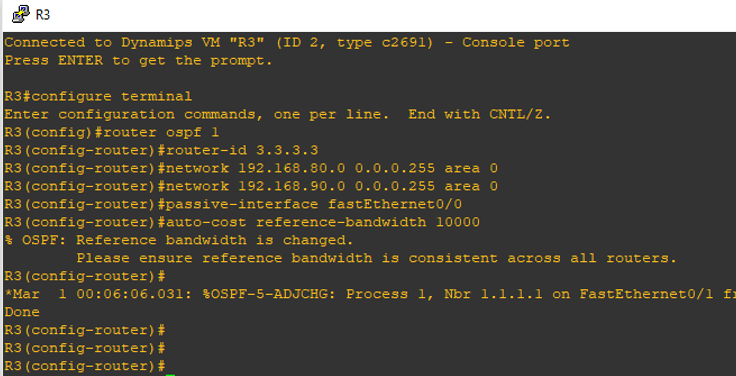 R3
Connected to Dynamips VM "R3" (ID 2, type c2691) - Console port
Press ENTER to get the prompt.
R3#configure terminal
Enter configuration commands, one per line.  End with CNTL/Z.
R3(config)#router ospf 1
R3(config-router)#router-id 3.3.3.3
R3(config-router)#network 192.168.80.0 0.0.0.255 area 0
R3(config-router)#network 192.168.90.0 0.0.0.255 area 0
R3(config-router)#passive-interface fastEthernet0/0
R3(config-router)#auto-cost reference-bandwidth 10000
% OSPF: Reference bandwidth is changed.
        Please ensure reference bandwidth is consistent across all routers.
R3(config-router)#
*Mar  1 00:06:06.031: %OSPF-5-ADJCHG: Process 1, Nbr 1.1.1.1 on FastEthernet0/1
Done
R3(config-router)#
R3(config-router)#
R3(config-router)#